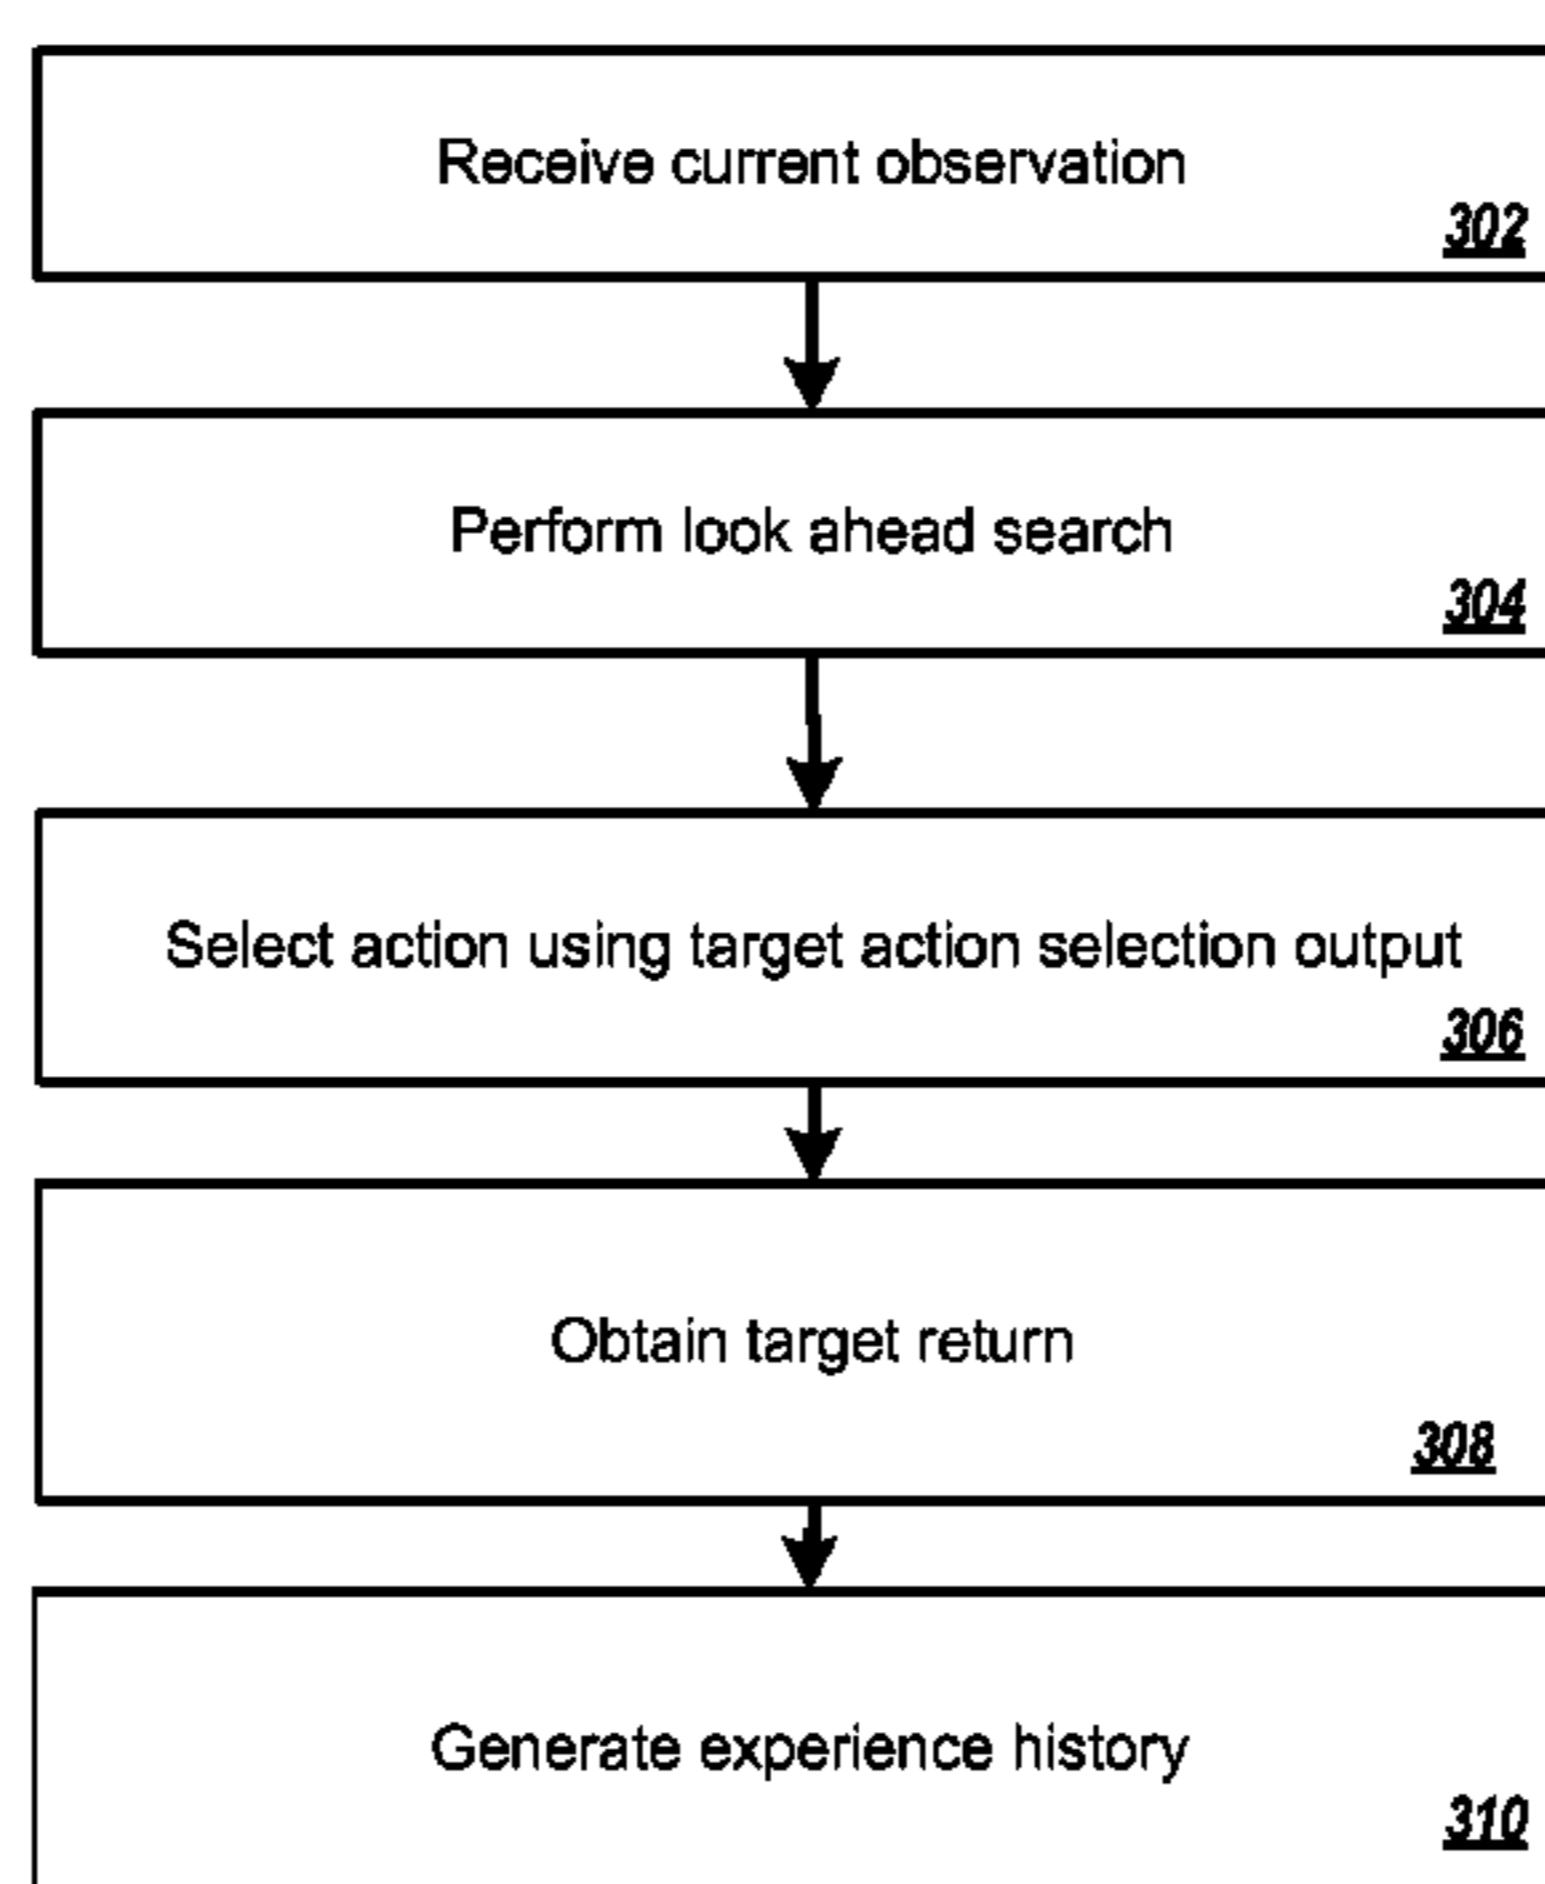 Receive current observation
302
Perform look ahead search
304
Select action using target action selection output
306
Obtain target return
308
Generate experience history
310